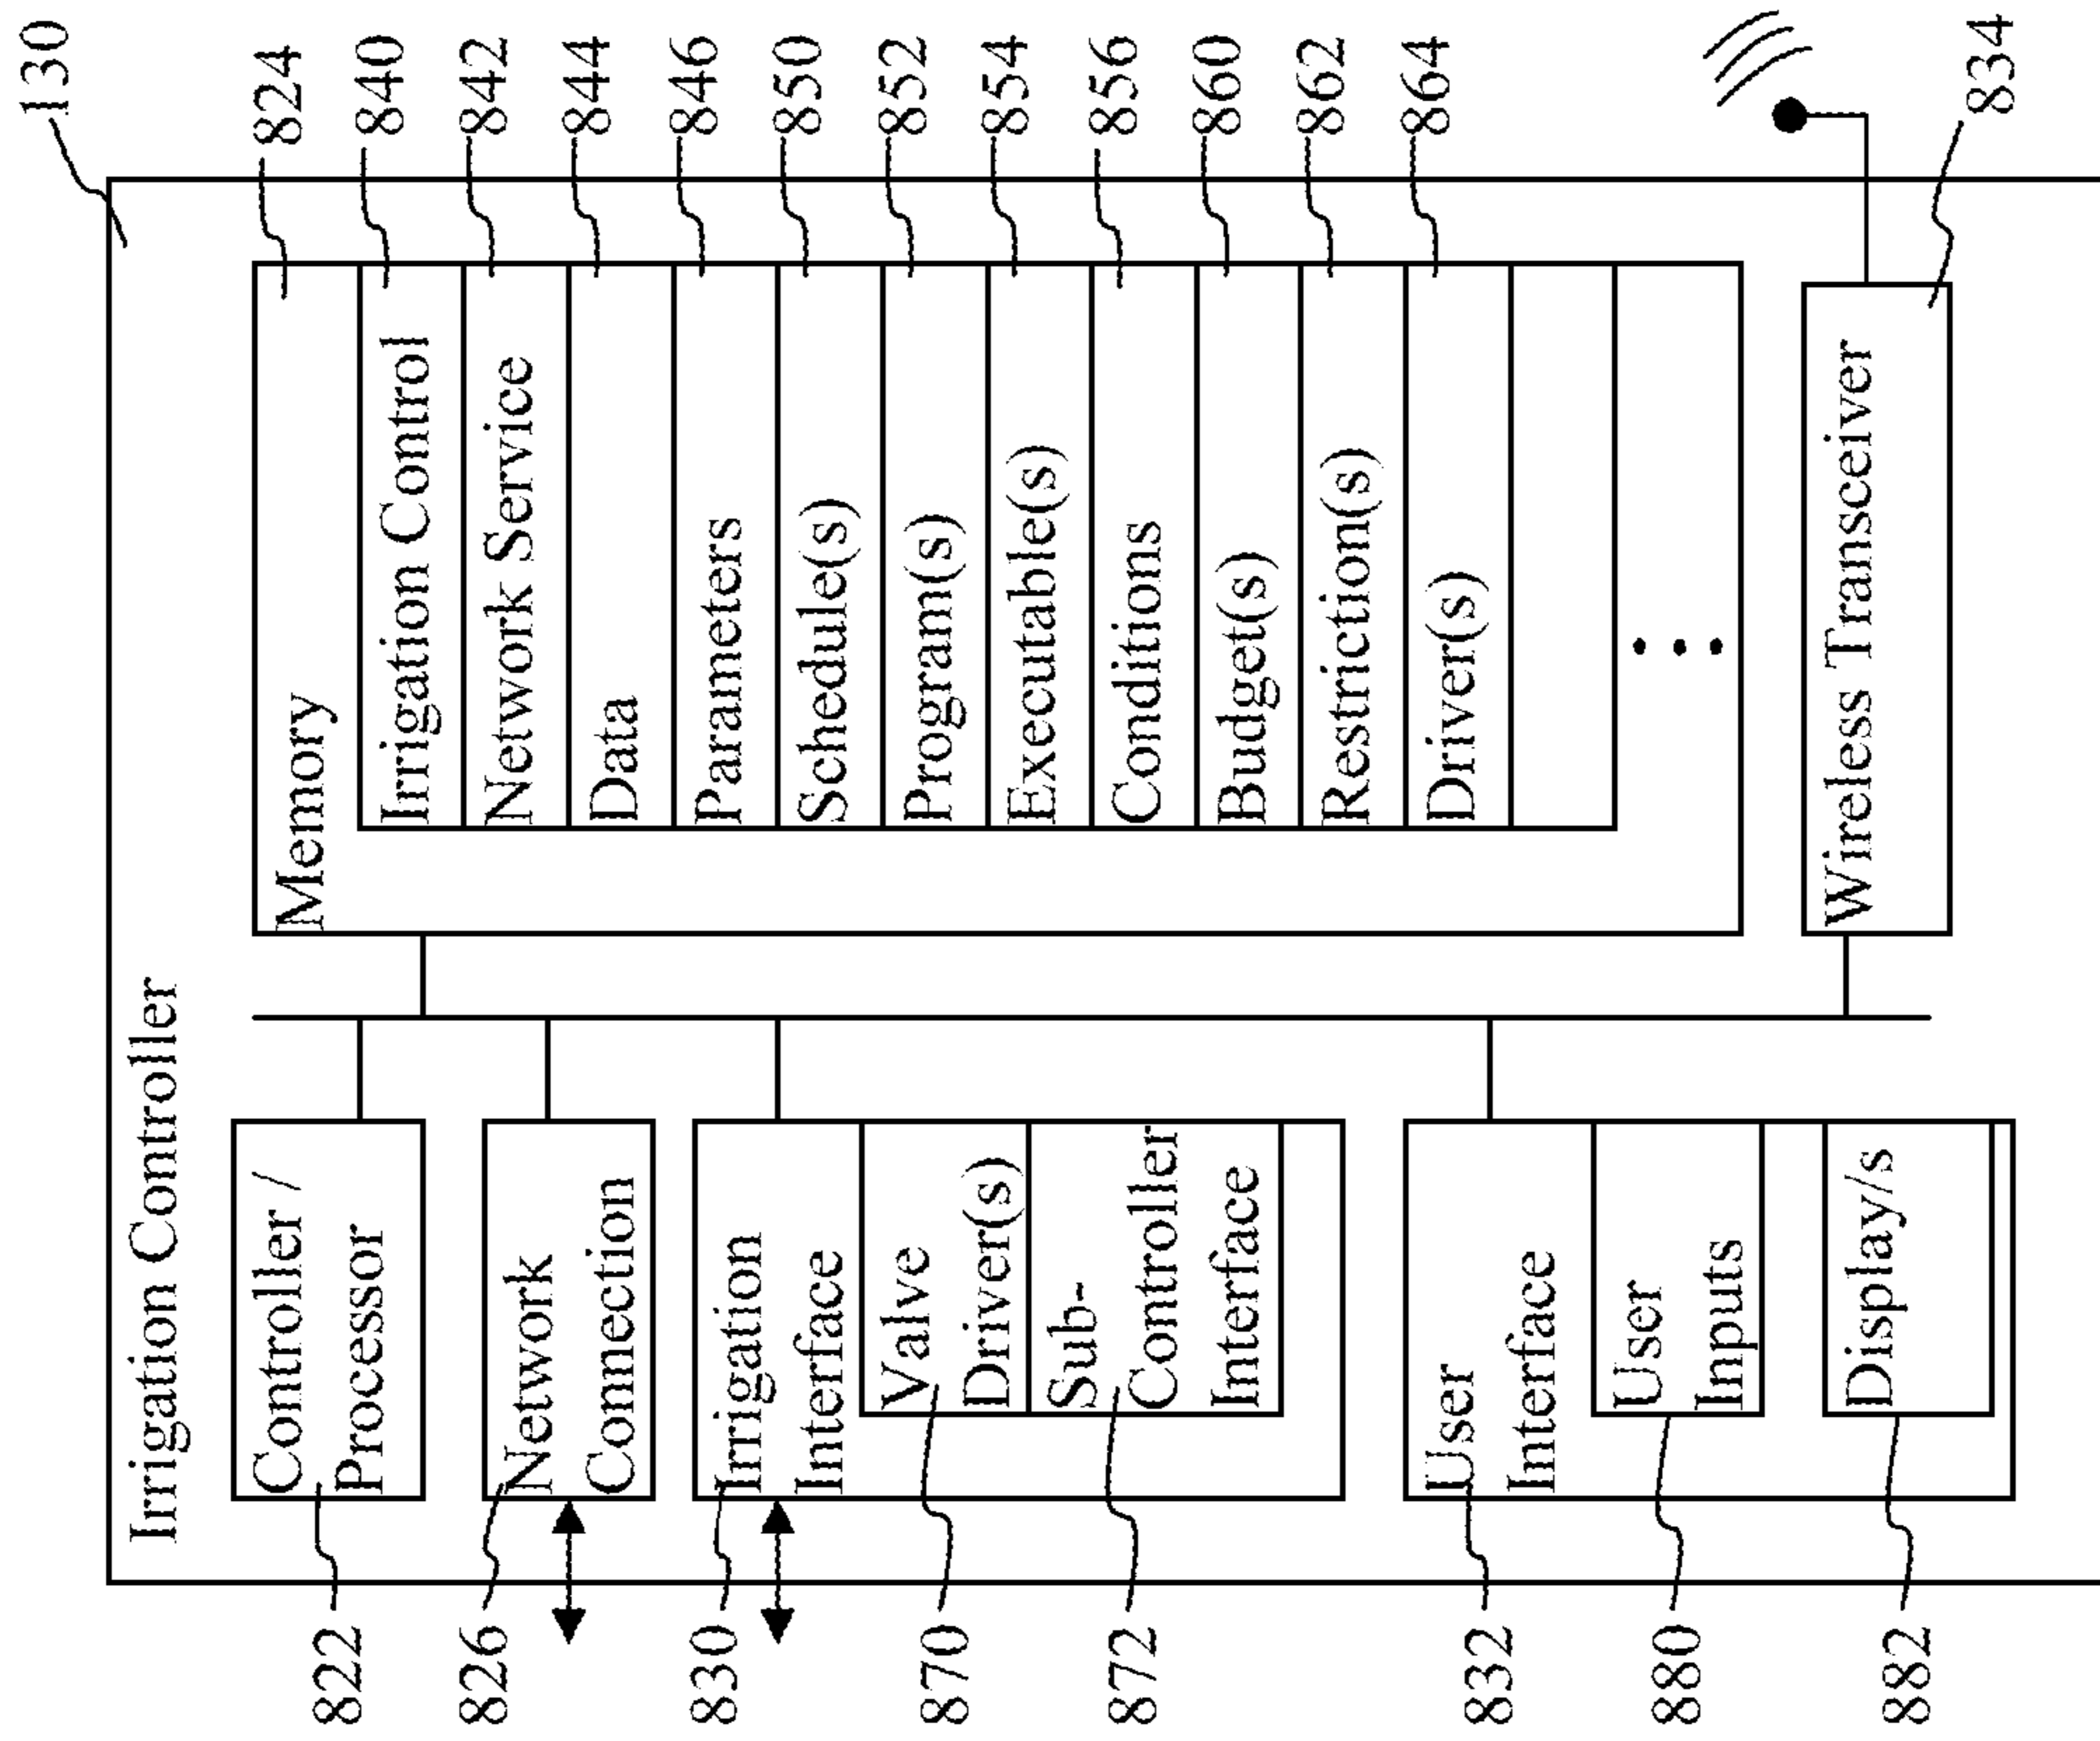 130
Irrigation Controller
822
Controller /
Processor
826
Network
Connection
830
Irrigation
Interface
870
Valve
Driver(s)
872
Sub-
Controller
Interface
832
User
Interface
880
User
Inputs
882
Display/s
Memory
824
Irrigation Control
840
Network Service
842
Data
844
Parameters
846
Schedule(s)
850
Program(s)
852
Executable(s)
854
Conditions
856
Budget(s)
860
Restriction(s)
862
Driver(s)
864
Wireless Transceiver
834